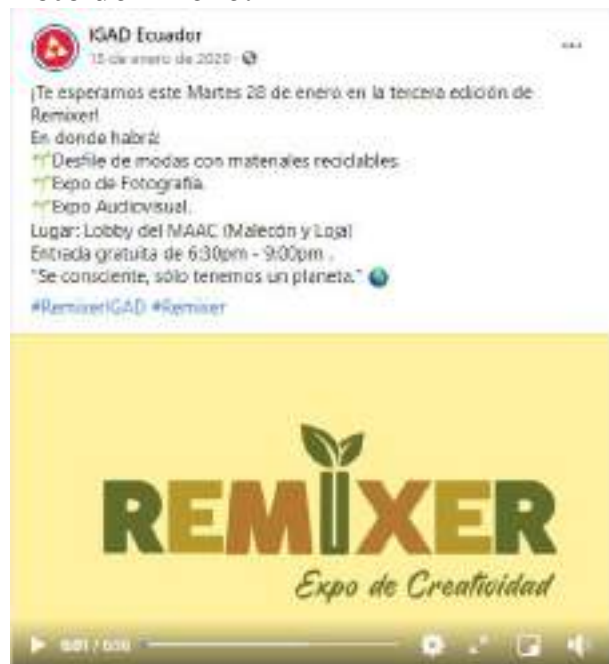 IGAD Ecuador
15 de enero de 2020
¡Te esperamos este Martes 28 de enero en la tercera edición de
Remixer!
En donde habrá:
Desfile de modas con materiales reciclables.
Expo de Fotografía.
Expo Audiovisual.
Lugar: Lobby del MAAC (Malecón y Loja)
Entrada gratuita de 6:30pm - 9:00pm .
"Se consciente, sólo tenemos un planeta."
#RemixerIGAD #Remixer
REMIXER
Expo de Creatividad